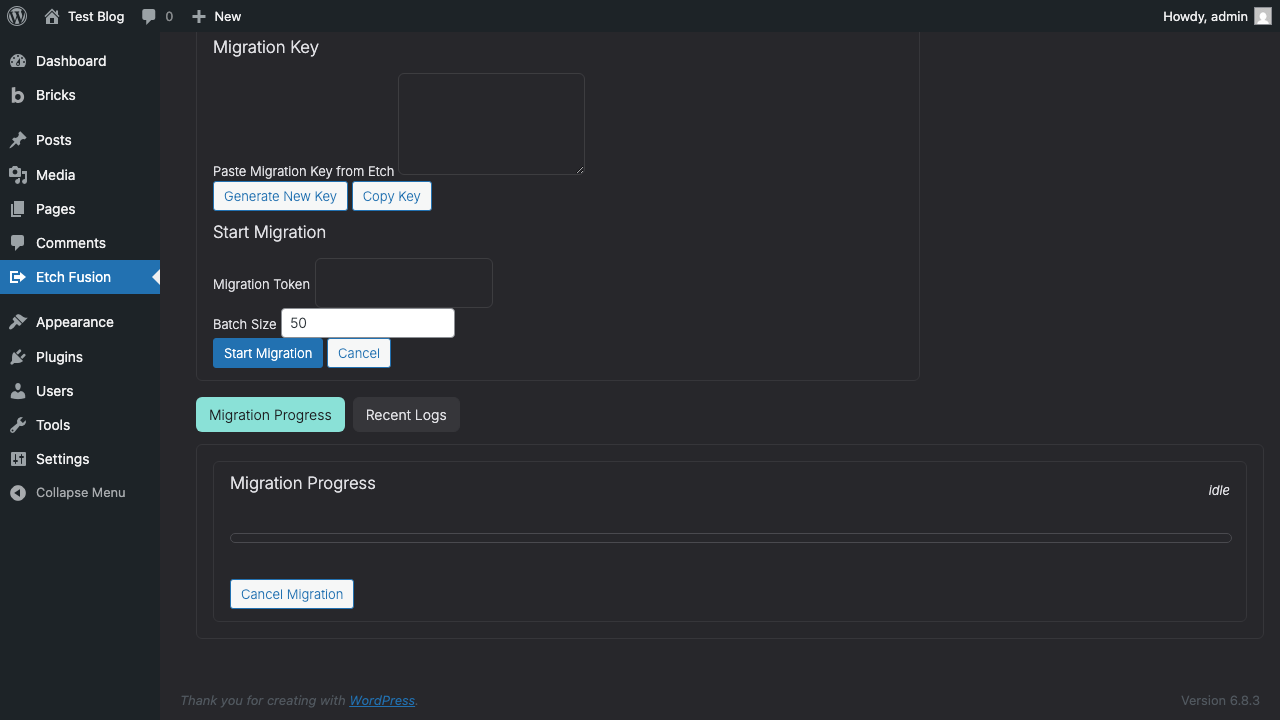 Test Blog 0 New Howdy, admin
Dashboard
Bricks
Posts
Media
Pages
Comments
Etch Fusion
Appearance
Plugins
Users
Tools
Settings
Collapse Menu
Migration Key
Paste Migration Key from Etch
Generate New Key Copy Key
Start Migration
Migration Token
Batch Size 50
Start Migration Cancel
Migration Progress Recent Logs
Migration Progress
idle
Cancel Migration
Thank you for creating with WordPress. Version 6.8.3